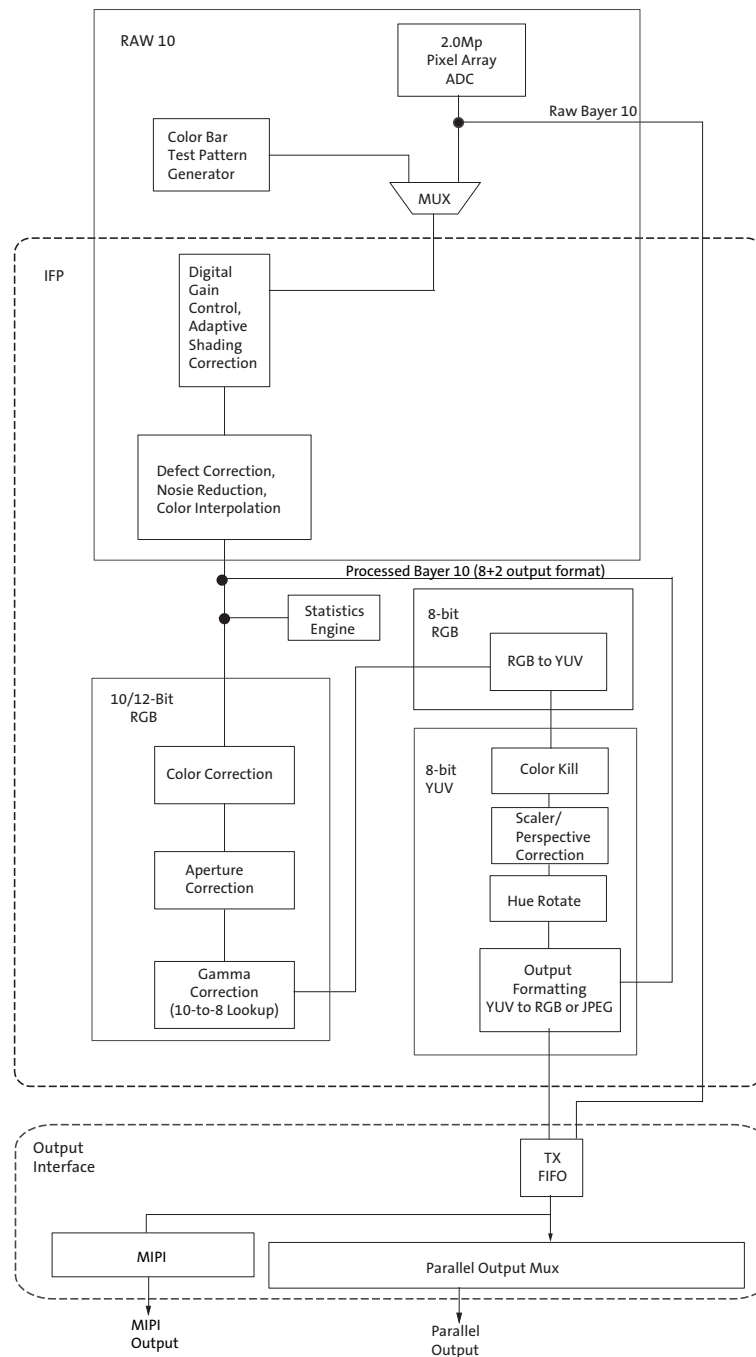 RAW 10
2.0Mp
Pixel Array
ADC
Raw Bayer 10
Color Bar
Test Pattern
Generator
MUX
IFP
Digital
Gain
Control,
Adaptive
Shading
Correction
Defect Correction,
Nosie Reduction,
Color Interpolation
Processed Bayer 10 (8+2 output format)
Statistics
Engine
8-bit
RGB
RGB to YUV
10/12-Bit
RGB
Color Correction
Aperture
Correction
Gamma
Correction
(10-to-8 Lookup)
8-bit
YUV
Color Kill
Scaler/
Perspective
Correction
Hue Rotate
Output
Formatting
YUV to RGB or JPEG
Output
Interface
TX
FIFO
MIPI
Parallel Output Mux
MIPI
Output
Parallel
Output